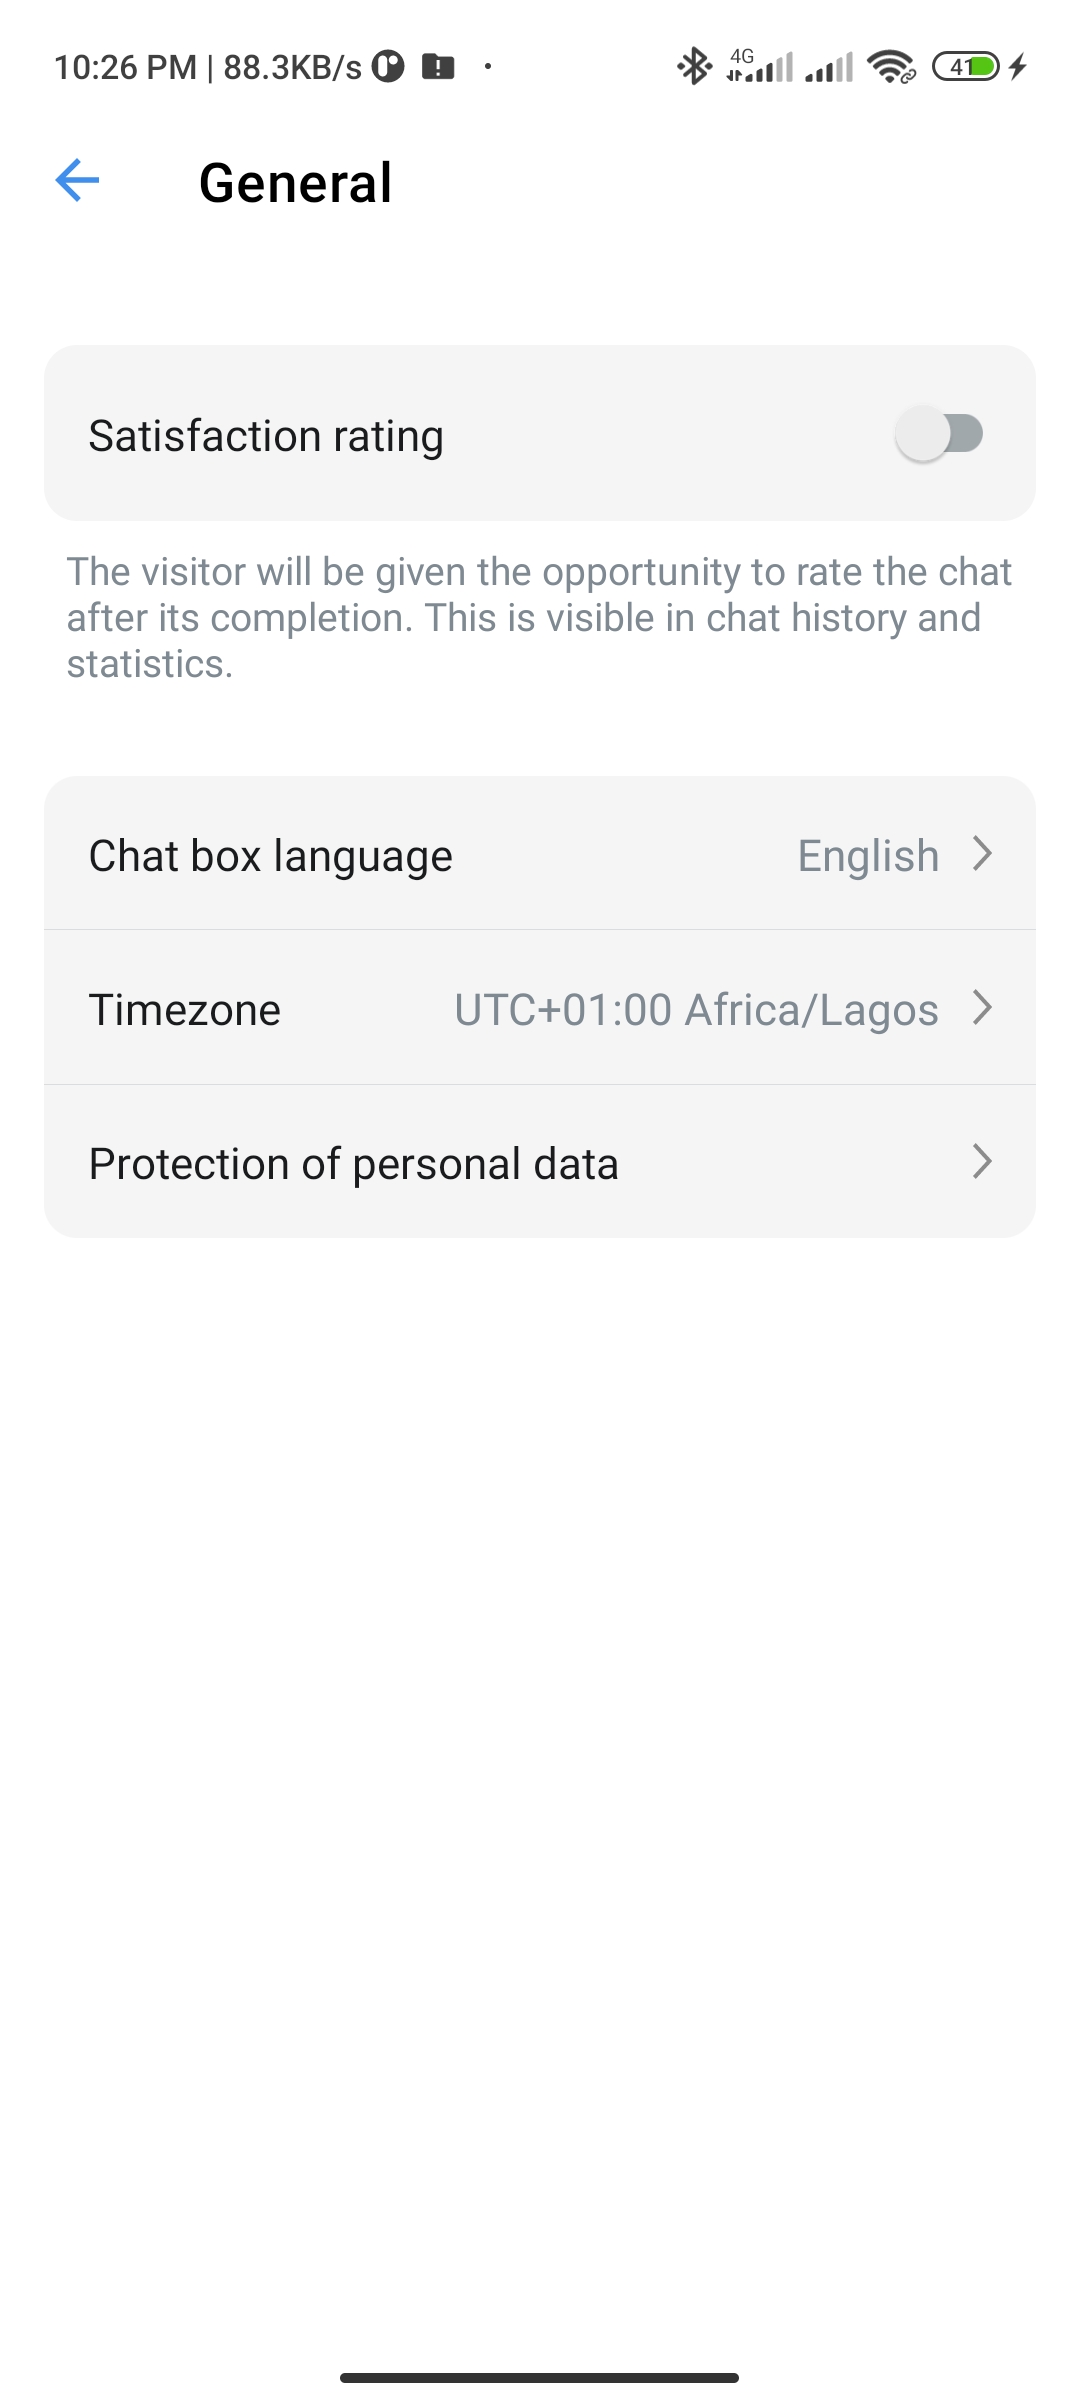 10:26 PM | 88.3KB/s
4G
41
General
Satisfaction rating
The visitor will be given the opportunity to rate the chat
after its completion. This is visible in chat history and
statistics.
Chat box language English
Timezone UTC+01:00 Africa/Lagos
Protection of personal data